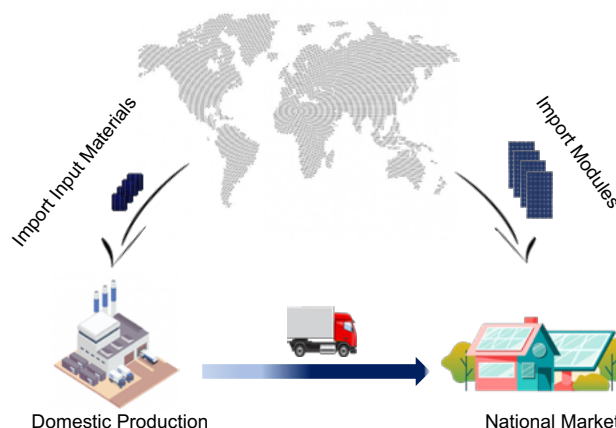 Import Input Materials
Import Modules
Domestic Production
National Market